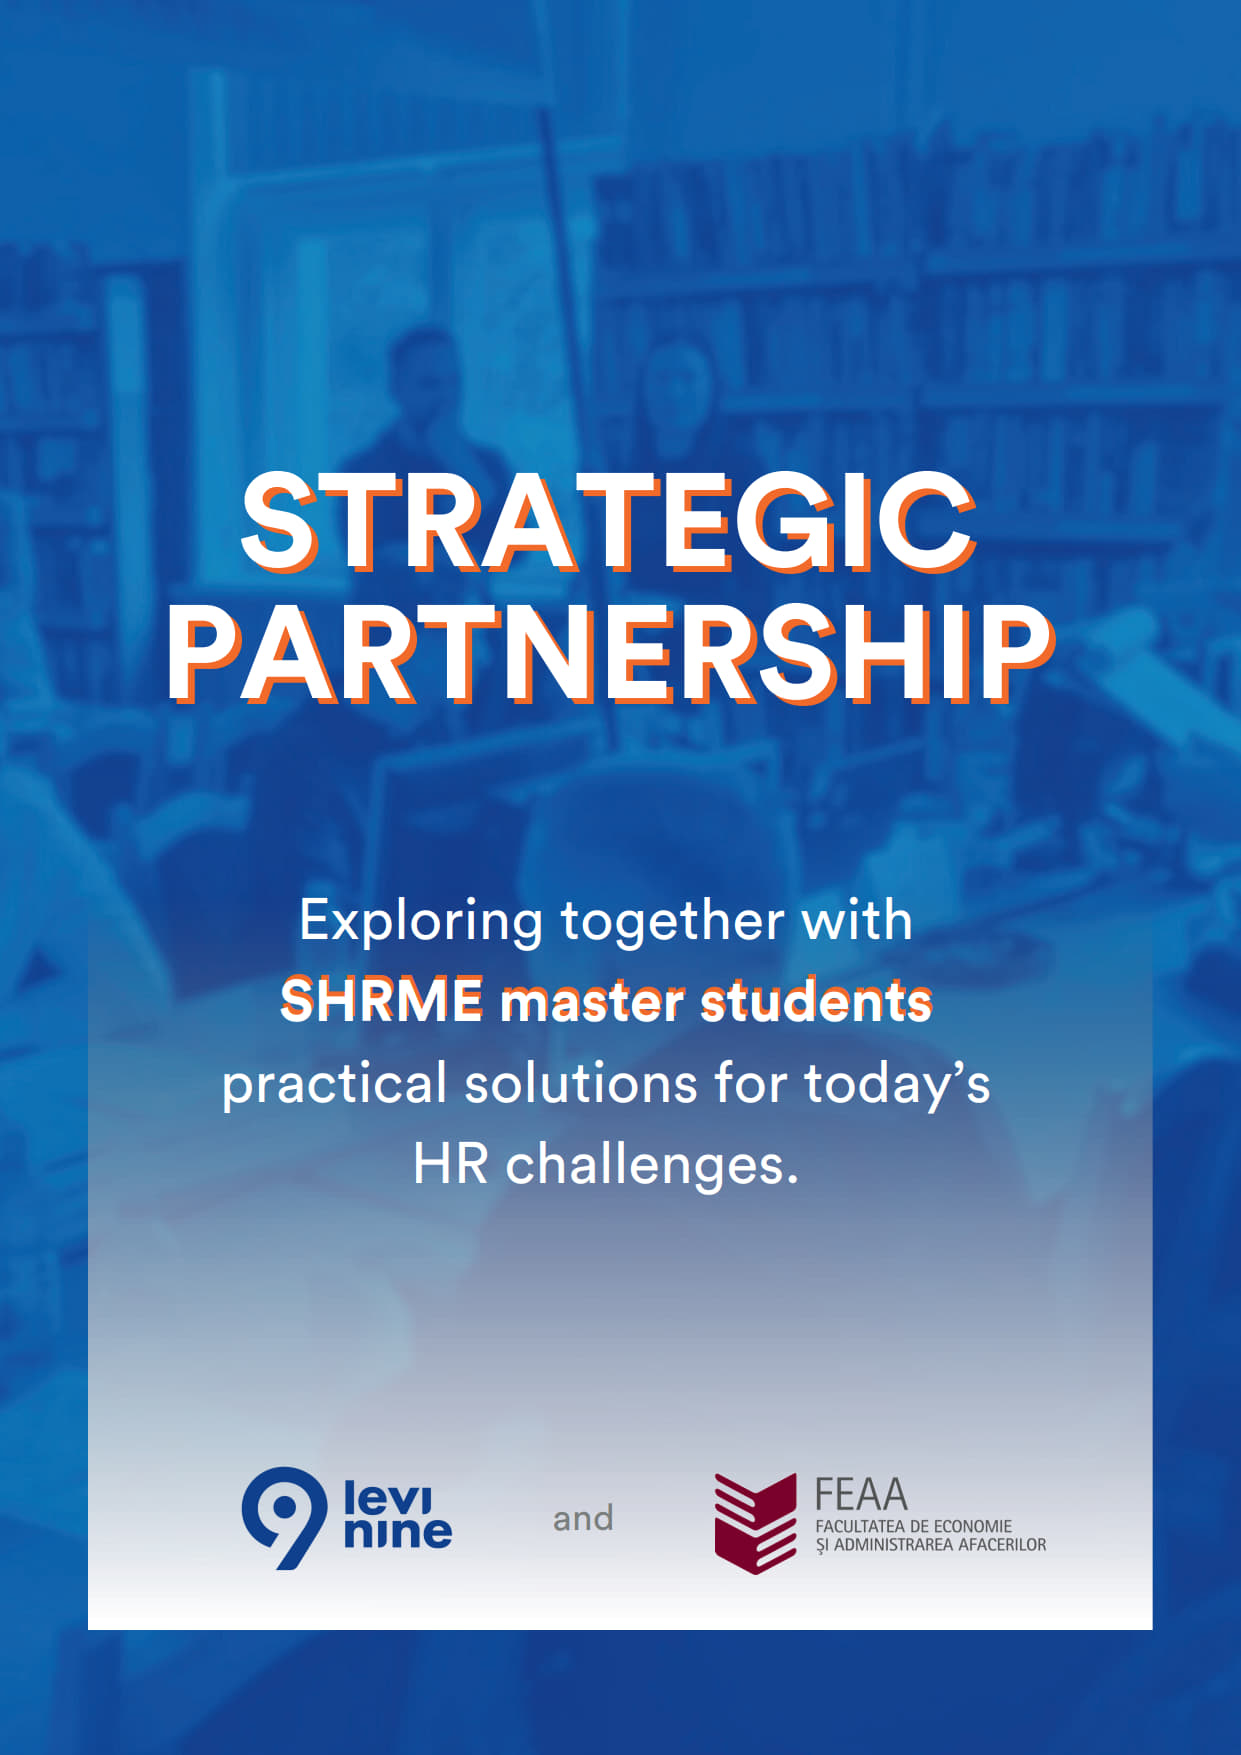 STRATEGIC
PARTNERSHIP
Exploring together with
SHRME master students
practical solutions for today’s
HR challenges.
levi
nine
and
FEAA
FACULTATEA DE ECONOMIE
ȘI ADMINISTRAREA AFACERILOR